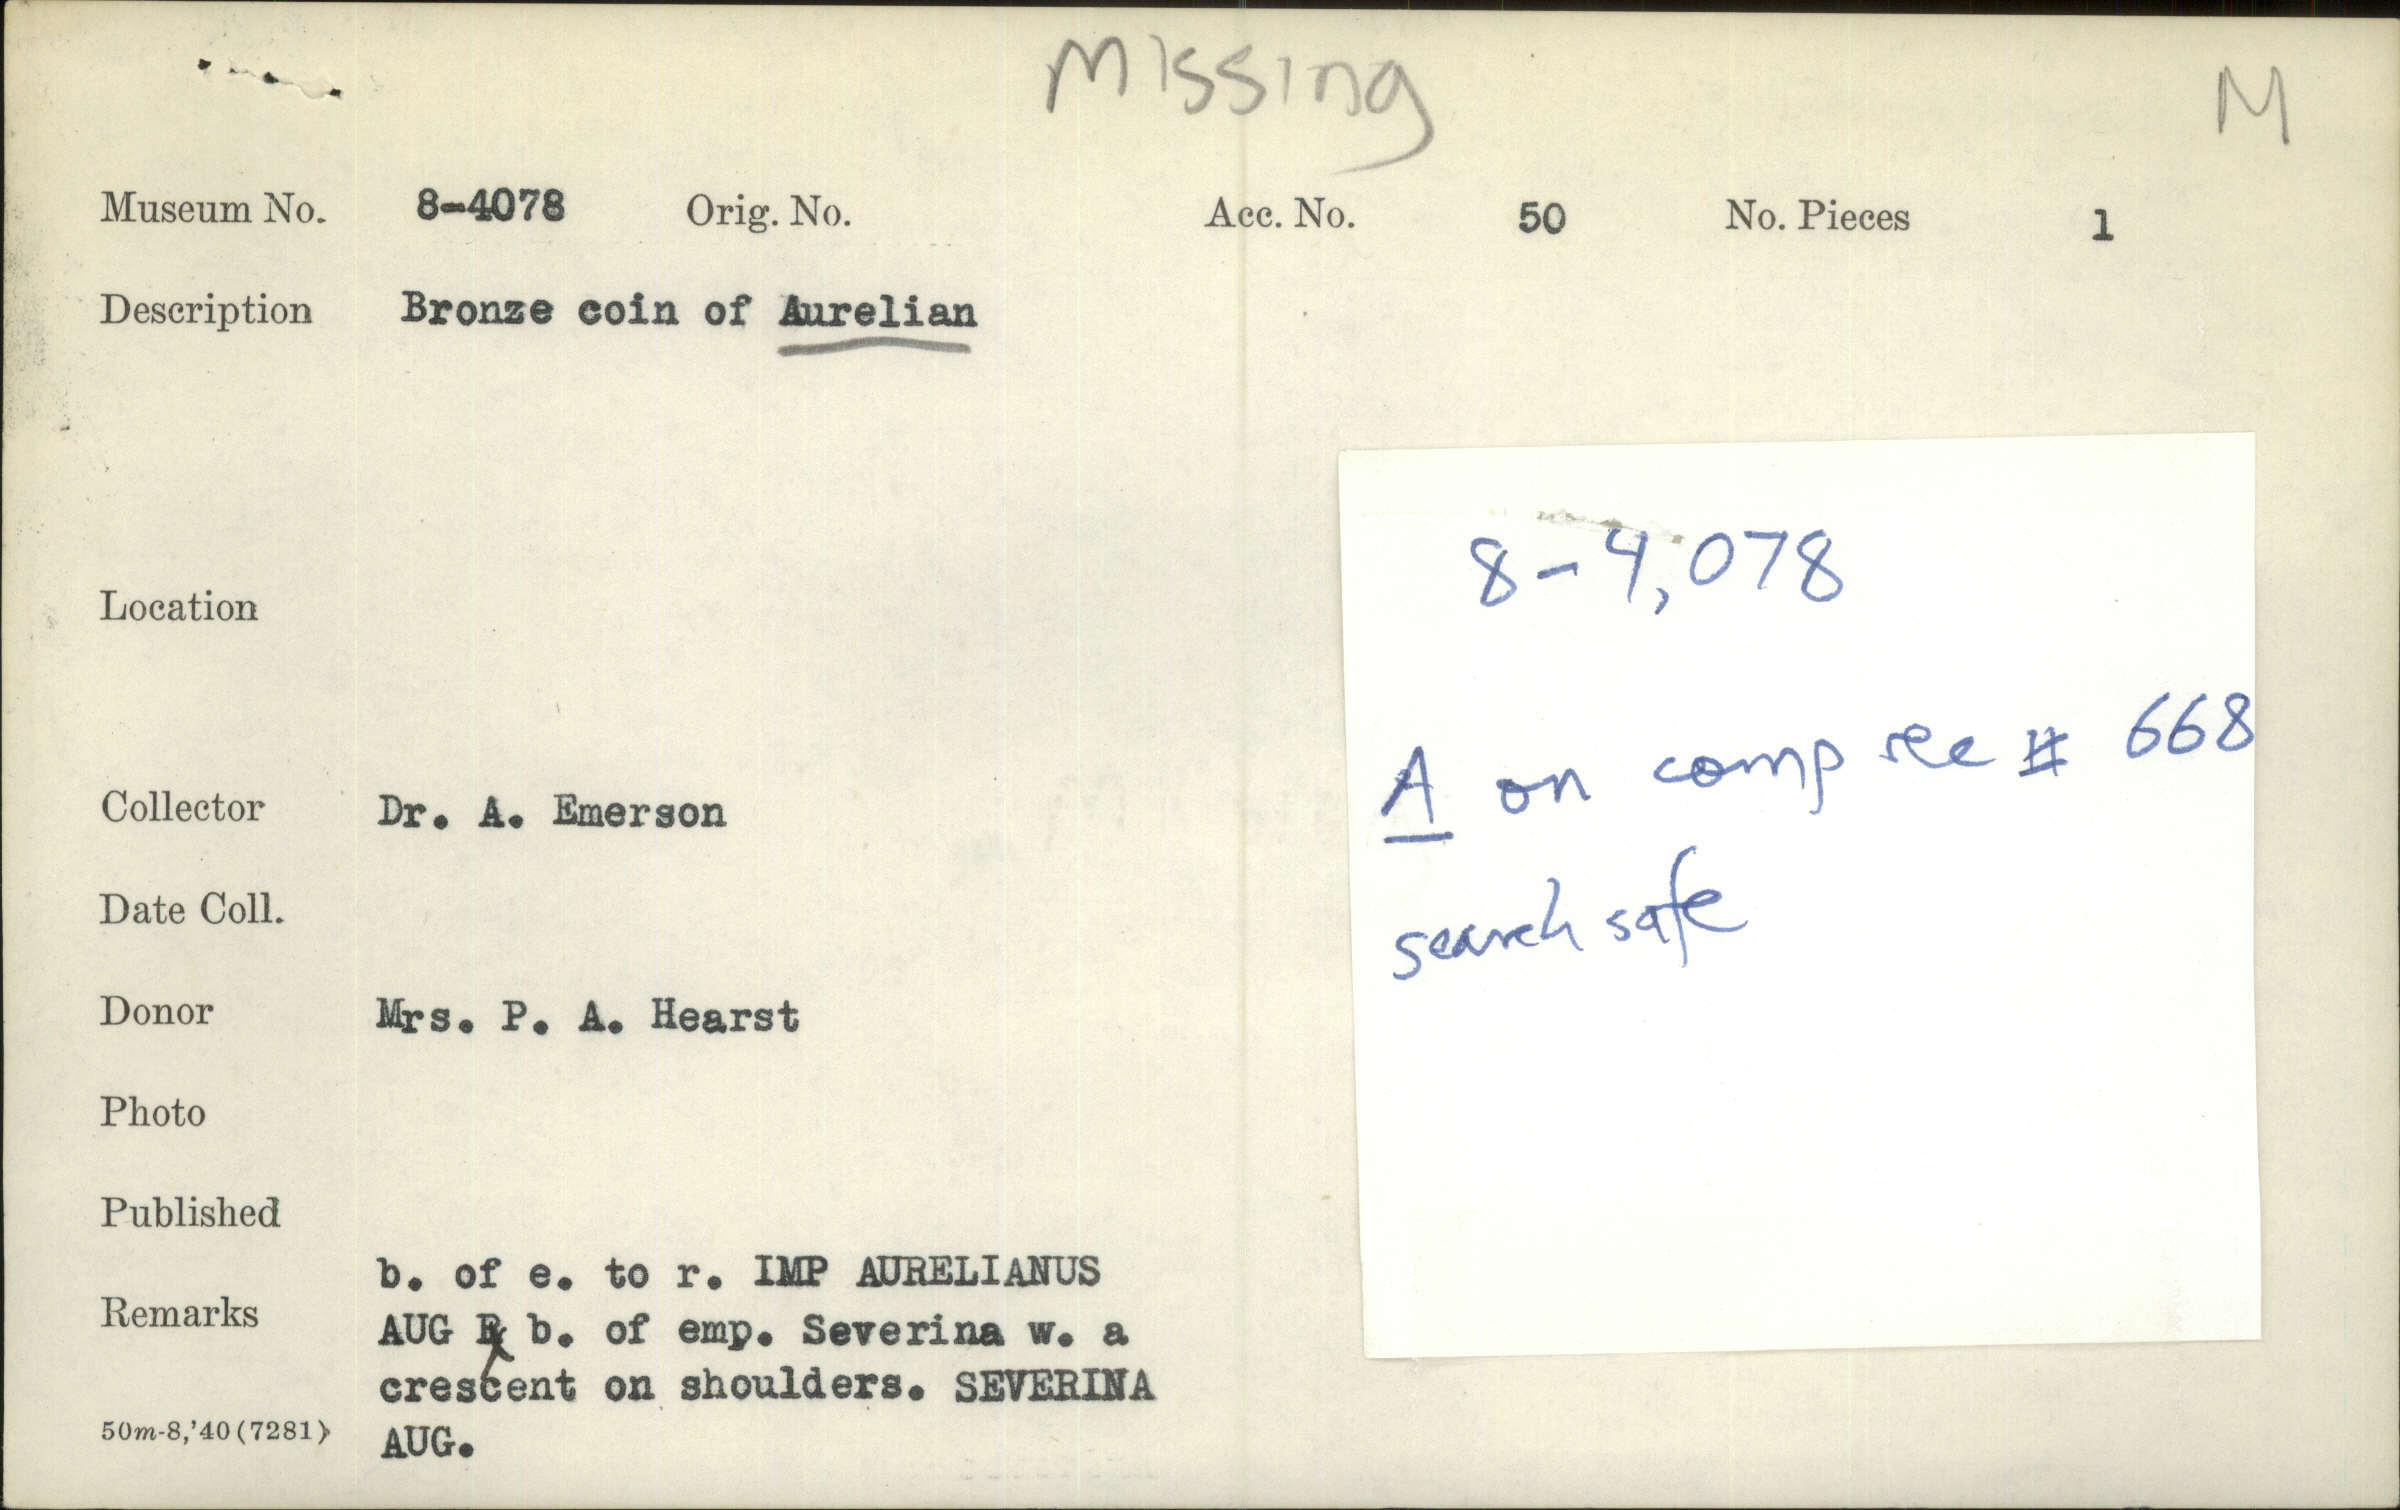 Missing M
Museum No. 8-4078 Orig. No. Acc. No. 50 No. Pieces 1
Description Bronze coin of Aurelian
Location
Collector Dr. A. Emerson
Date Coll.
Donor Mrs. P. A. Hearst
Photo
Published
Remarks b. of e. to r. IMP AURELIANUS
AUG R b. of emp. Severina w. a
crescent on shoulders. SEVERINA
AUG.
50m-8,'40(7281)
8-4,078
A on comp rec # 668
search safe